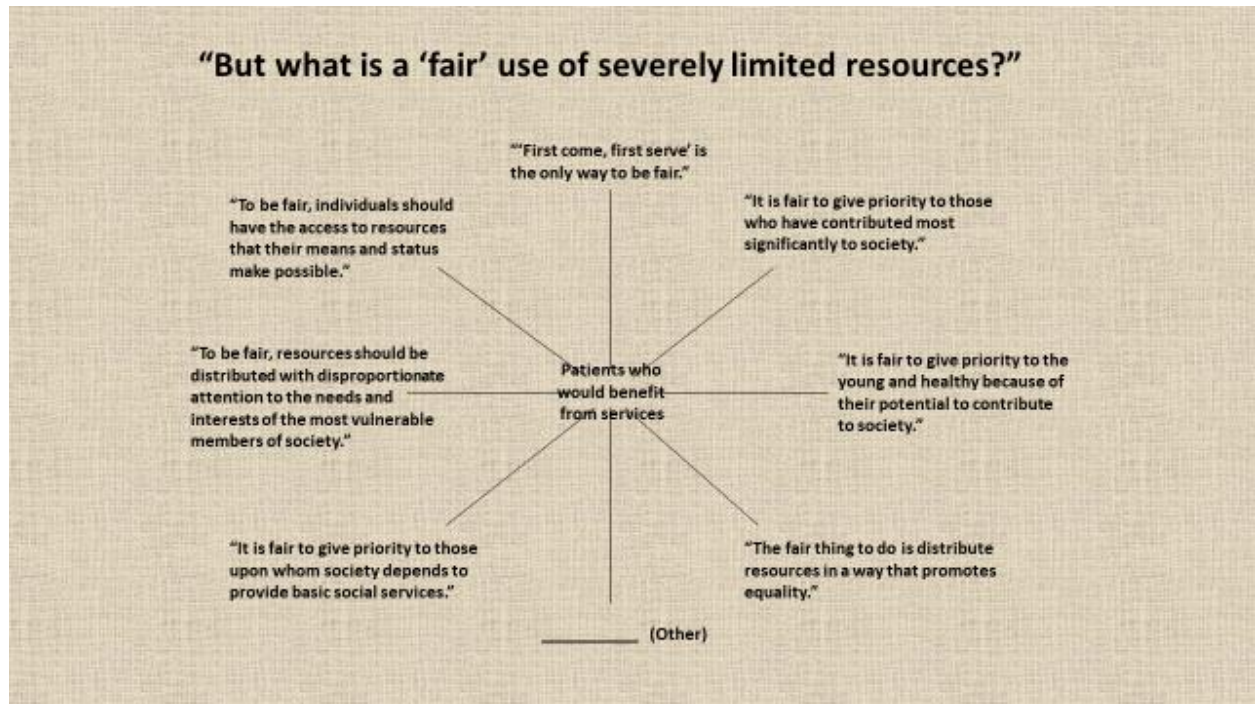 “But what is a ‘fair’ use of severely limited resources?”
“‘First come, first serve’ is
the only way to be fair.”
“It is fair to give priority to those
who have contributed most
significantly to society.”
“It is fair to give priority to the
young and healthy because of
their potential to contribute
to society.”
“The fair thing to do is distribute
resources in a way that promotes
equality.”
__________ (Other)
“It is fair to give priority to those
upon whom society depends to
provide basic social services.”
“To be fair, resources should be
distributed with disproportionate
attention to the needs and
interests of the most vulnerable
members of society.”
“To be fair, individuals should
have the access to resources
that their means and status
make possible.”
Patients who
would benefit
from services